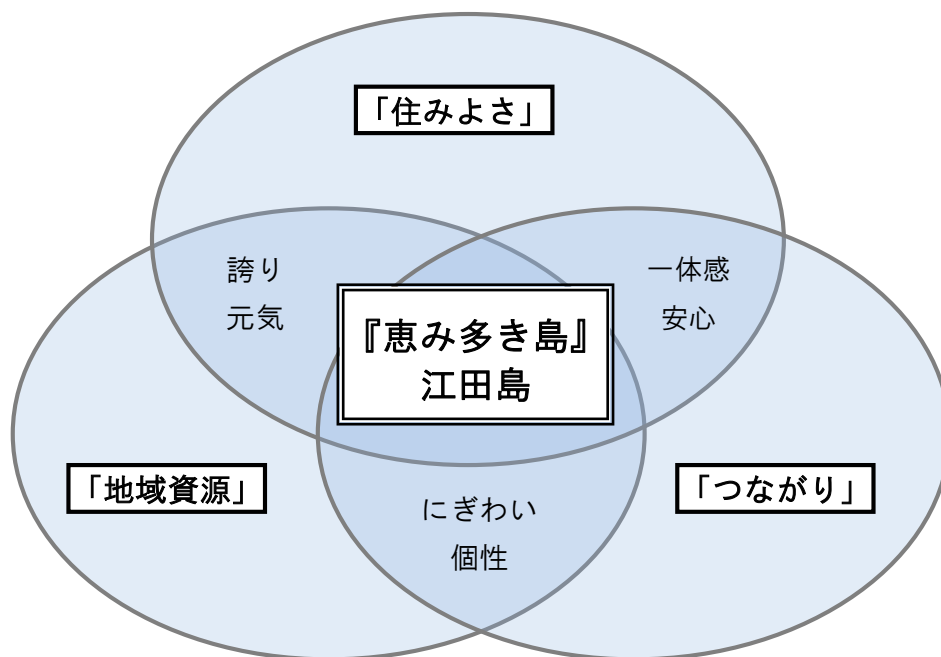 「住みよさ」
誇り
元気
一体感
安心
『恵み多き島』
江田島
「地域資源」
「つながり」
にぎわい
個性